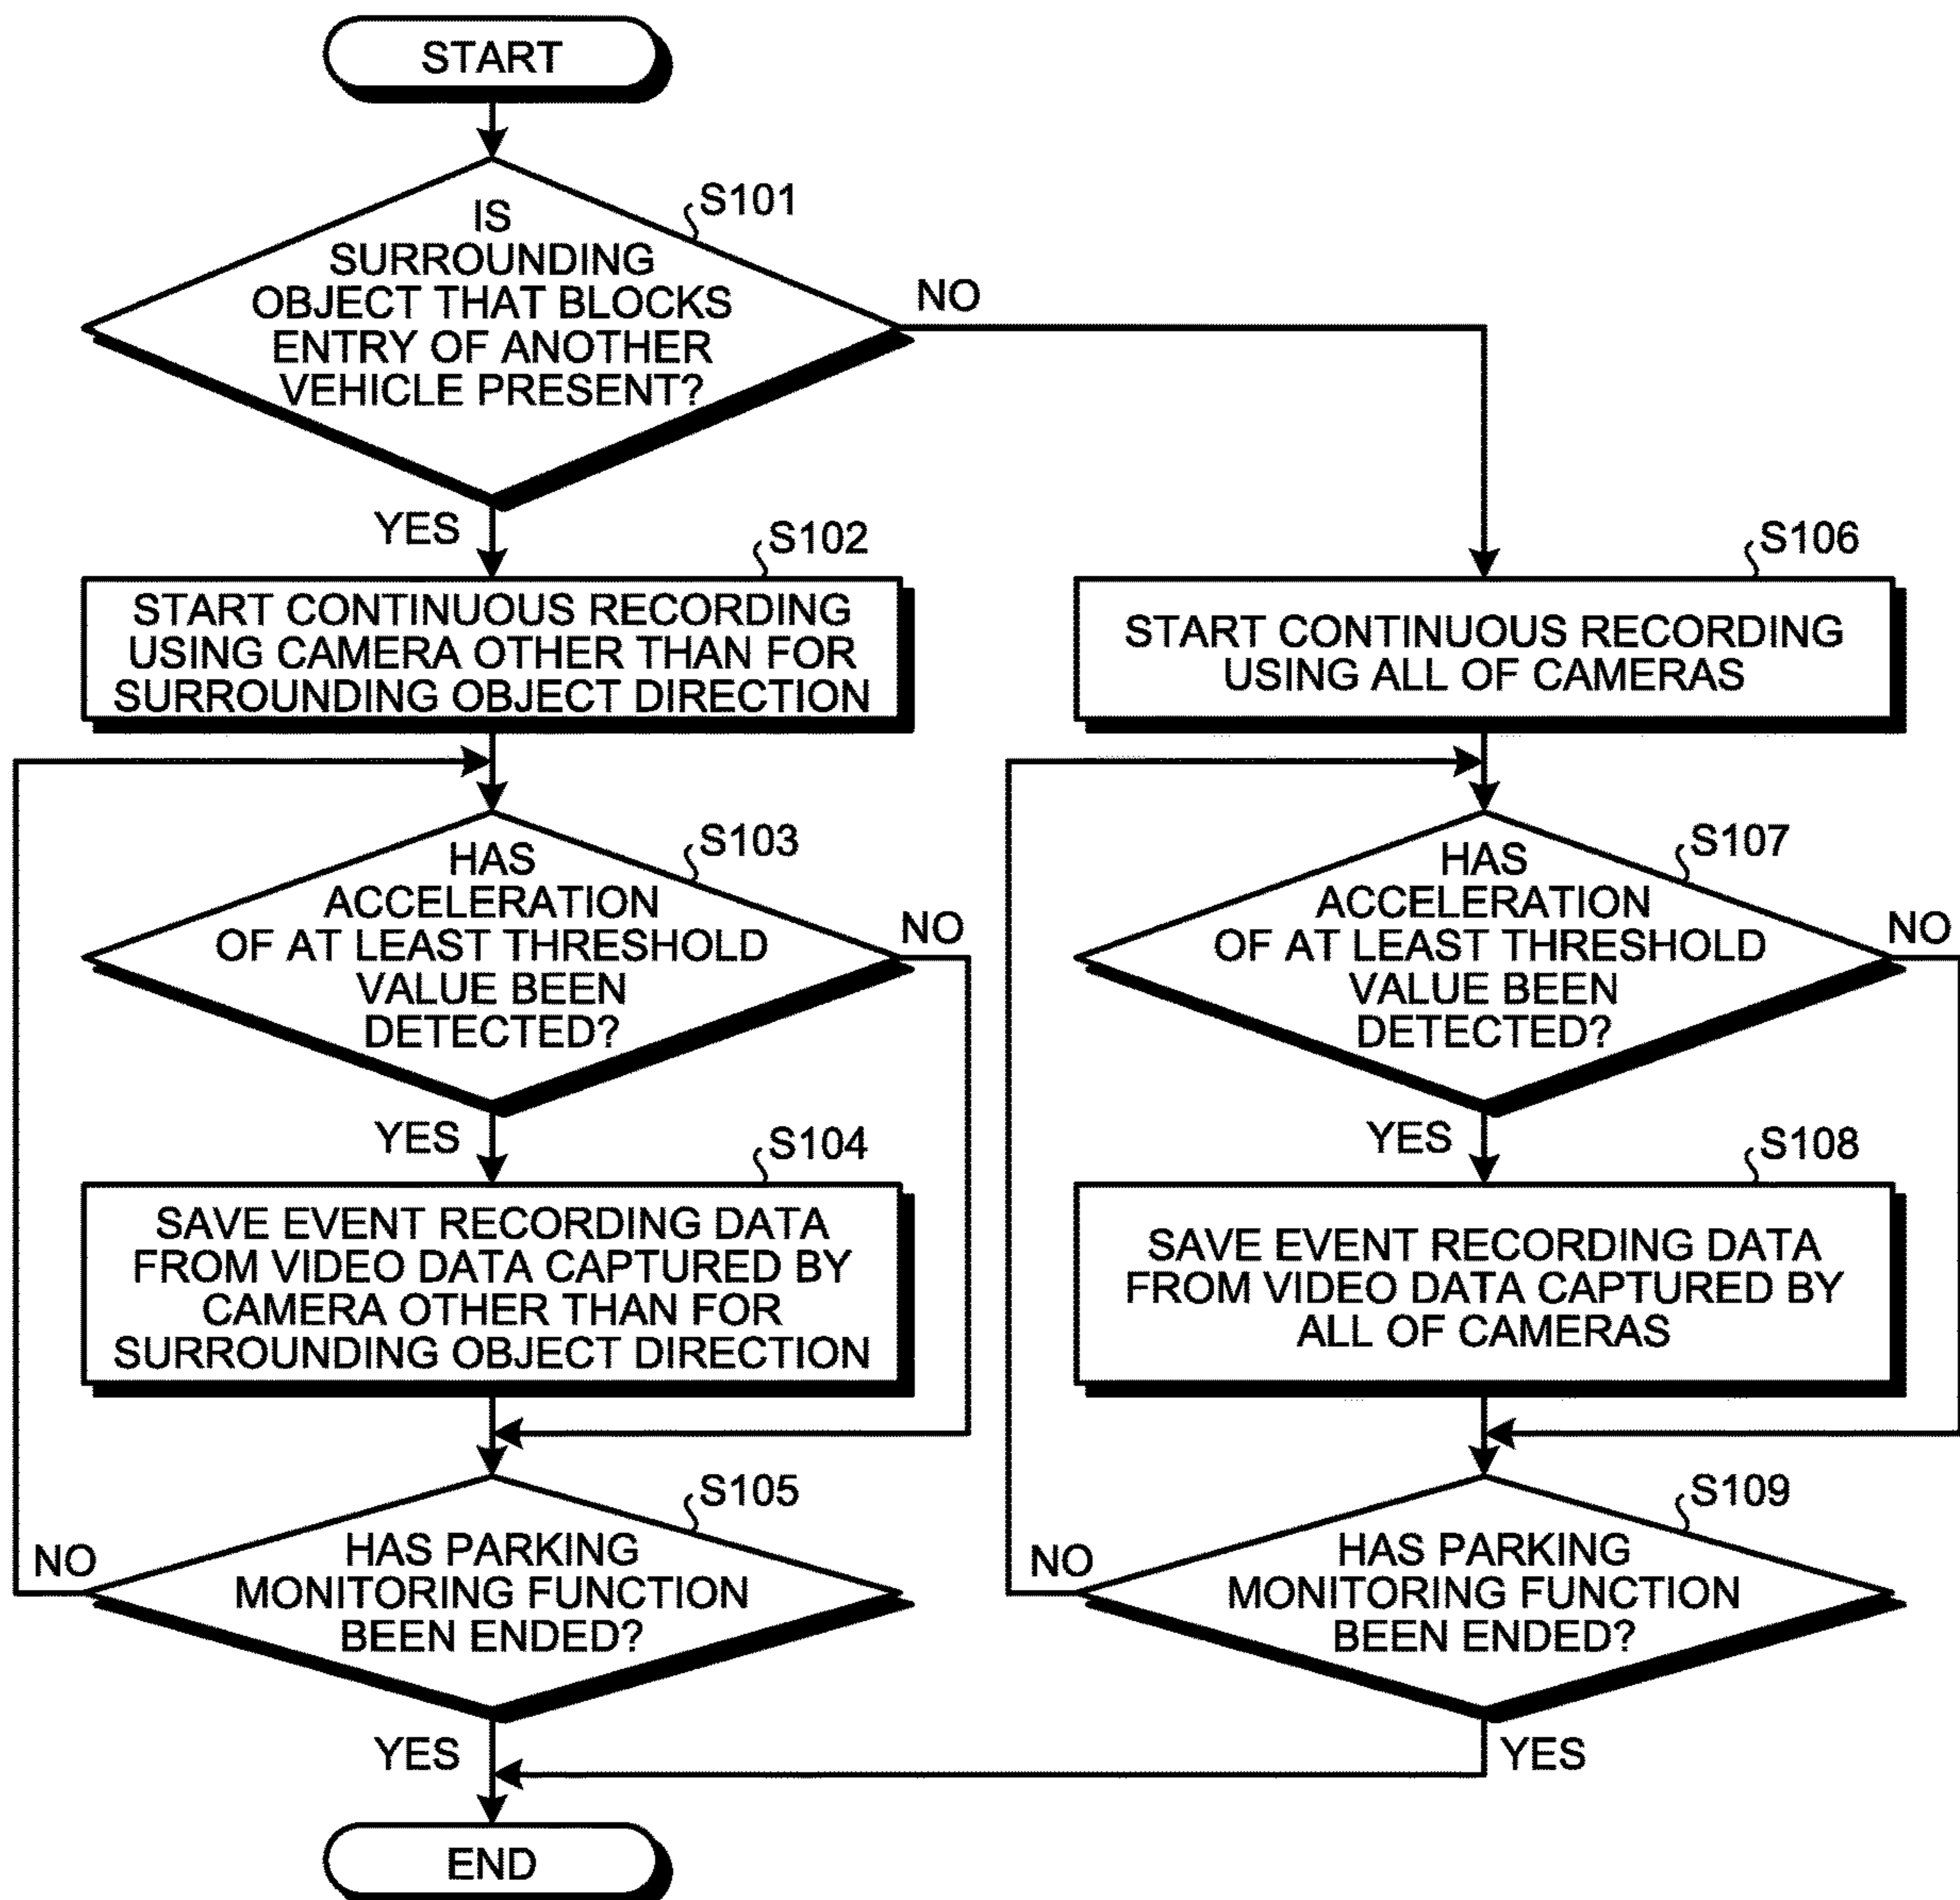 START
IS
SURROUNDING
OBJECT THAT BLOCKS
ENTRY OF ANOTHER
VEHICLE PRESENT?
S101
NO
YES
S102
START CONTINUOUS RECORDING
USING CAMERA OTHER THAN FOR
SURROUNDING OBJECT DIRECTION
S103
HAS
ACCELERATION
OF AT LEAST THRESHOLD
VALUE BEEN
DETECTED?
NO
YES
S104
SAVE EVENT RECORDING DATA
FROM VIDEO DATA CAPTURED BY
CAMERA OTHER THAN FOR
SURROUNDING OBJECT DIRECTION
S105
HAS PARKING
MONITORING FUNCTION
BEEN ENDED?
NO
YES
S106
START CONTINUOUS RECORDING
USING ALL OF CAMERAS
S107
HAS
ACCELERATION
OF AT LEAST THRESHOLD
VALUE BEEN
DETECTED?
NO
YES
S108
SAVE EVENT RECORDING DATA
FROM VIDEO DATA CAPTURED BY
ALL OF CAMERAS
S109
HAS PARKING
MONITORING FUNCTION
BEEN ENDED?
NO
YES
END